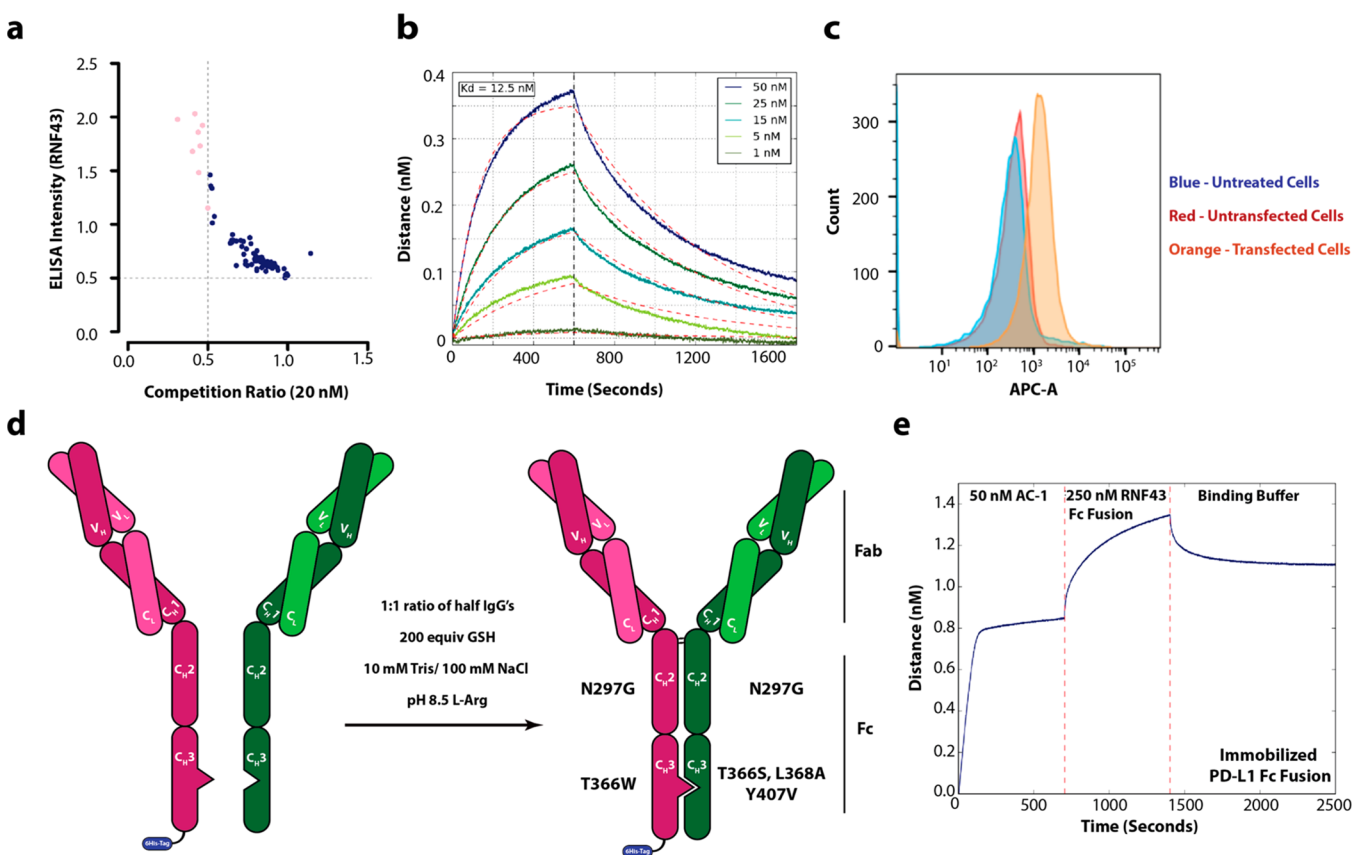 a
2.5
2.0
1.5
1.0
0.5
0.0
ELISA Intensity (RNF43)
0.0
0.5
1.0
1.5
Competition Ratio (20 nM)
b
Kd = 12.5 nM
50 nM
25 nM
15 nM
5 nM
1 nM
0.4
0.3
0.2
0.1
0
Distance (nM)
0
400
800
1200
1600
Time (Seconds)
c
300
200
100
0
Count
10¹
10²
10³
10⁴
10⁵
APC-A
Blue - Untreated Cells
Red - Untransfected Cells
Orange - Transfected Cells
d
VL
VH
CL
CH1
CH2
CH3
6His-Tag
VL
VH
CH1
CL
CH2
CH3
1:1 ratio of half IgG's
200 equiv GSH
10 mM Tris/ 100 mM NaCl
pH 8.5 L-Arg
VL
VH
CL
CH1
CH2
CH3
6His-Tag
VL
VH
CH1
CL
CH2
CH3
N297G
N297G
T366W
T366S, L368A
Y407V
Fab
Fc
e
50 nM AC-1
250 nM RNF43
Fc Fusion
Binding Buffer
1.4
1.2
1.0
0.8
0.6
0.4
0.2
0.0
Distance (nM)
Immobilized
PD-L1 Fc Fusion
0
500
1000
1500
2000
2500
Time (Seconds)